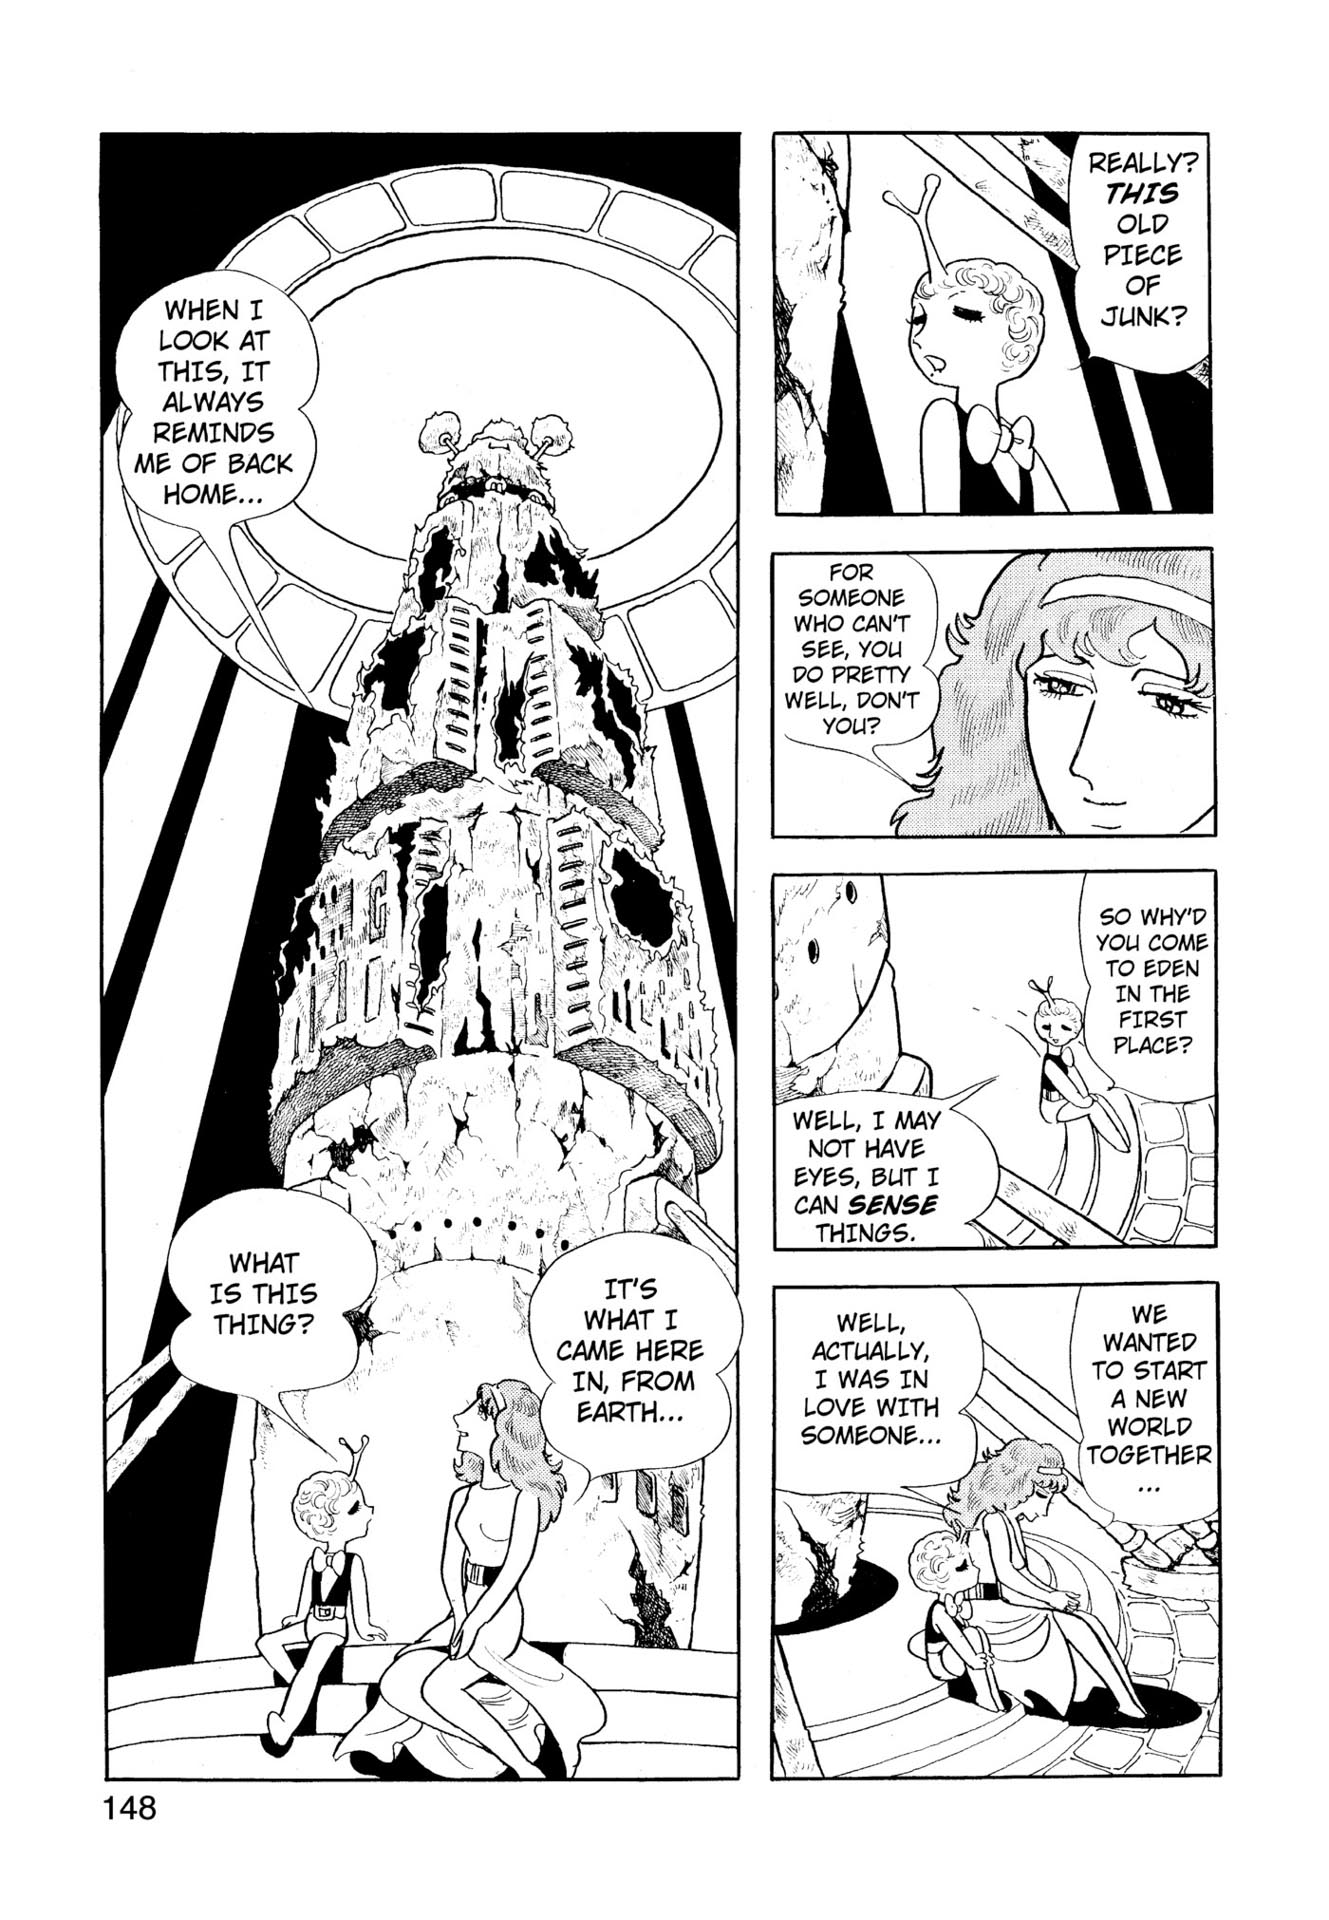 WHEN I
LOOK AT
THIS, IT
ALWAYS
REMINDS
ME OF BACK
HOME...
WHAT
IS THIS
THING?
IT'S
WHAT I
CAME HERE
IN, FROM
EARTH...
REALLY?
THIS
OLD
PIECE
OF
JUNK?
FOR
SOMEONE
WHO CAN'T
SEE, YOU
DO PRETTY
WELL, DON'T
YOU?
WELL, I MAY
NOT HAVE
EYES, BUT I
CAN SENSE
THINGS.
SO WHY'D
YOU COME
TO EDEN
IN THE
FIRST
PLACE?
WELL,
ACTUALLY,
I WAS IN
LOVE WITH
SOMEONE...
WE
WANTED
TO START
A NEW
WORLD
TOGETHER
...
148